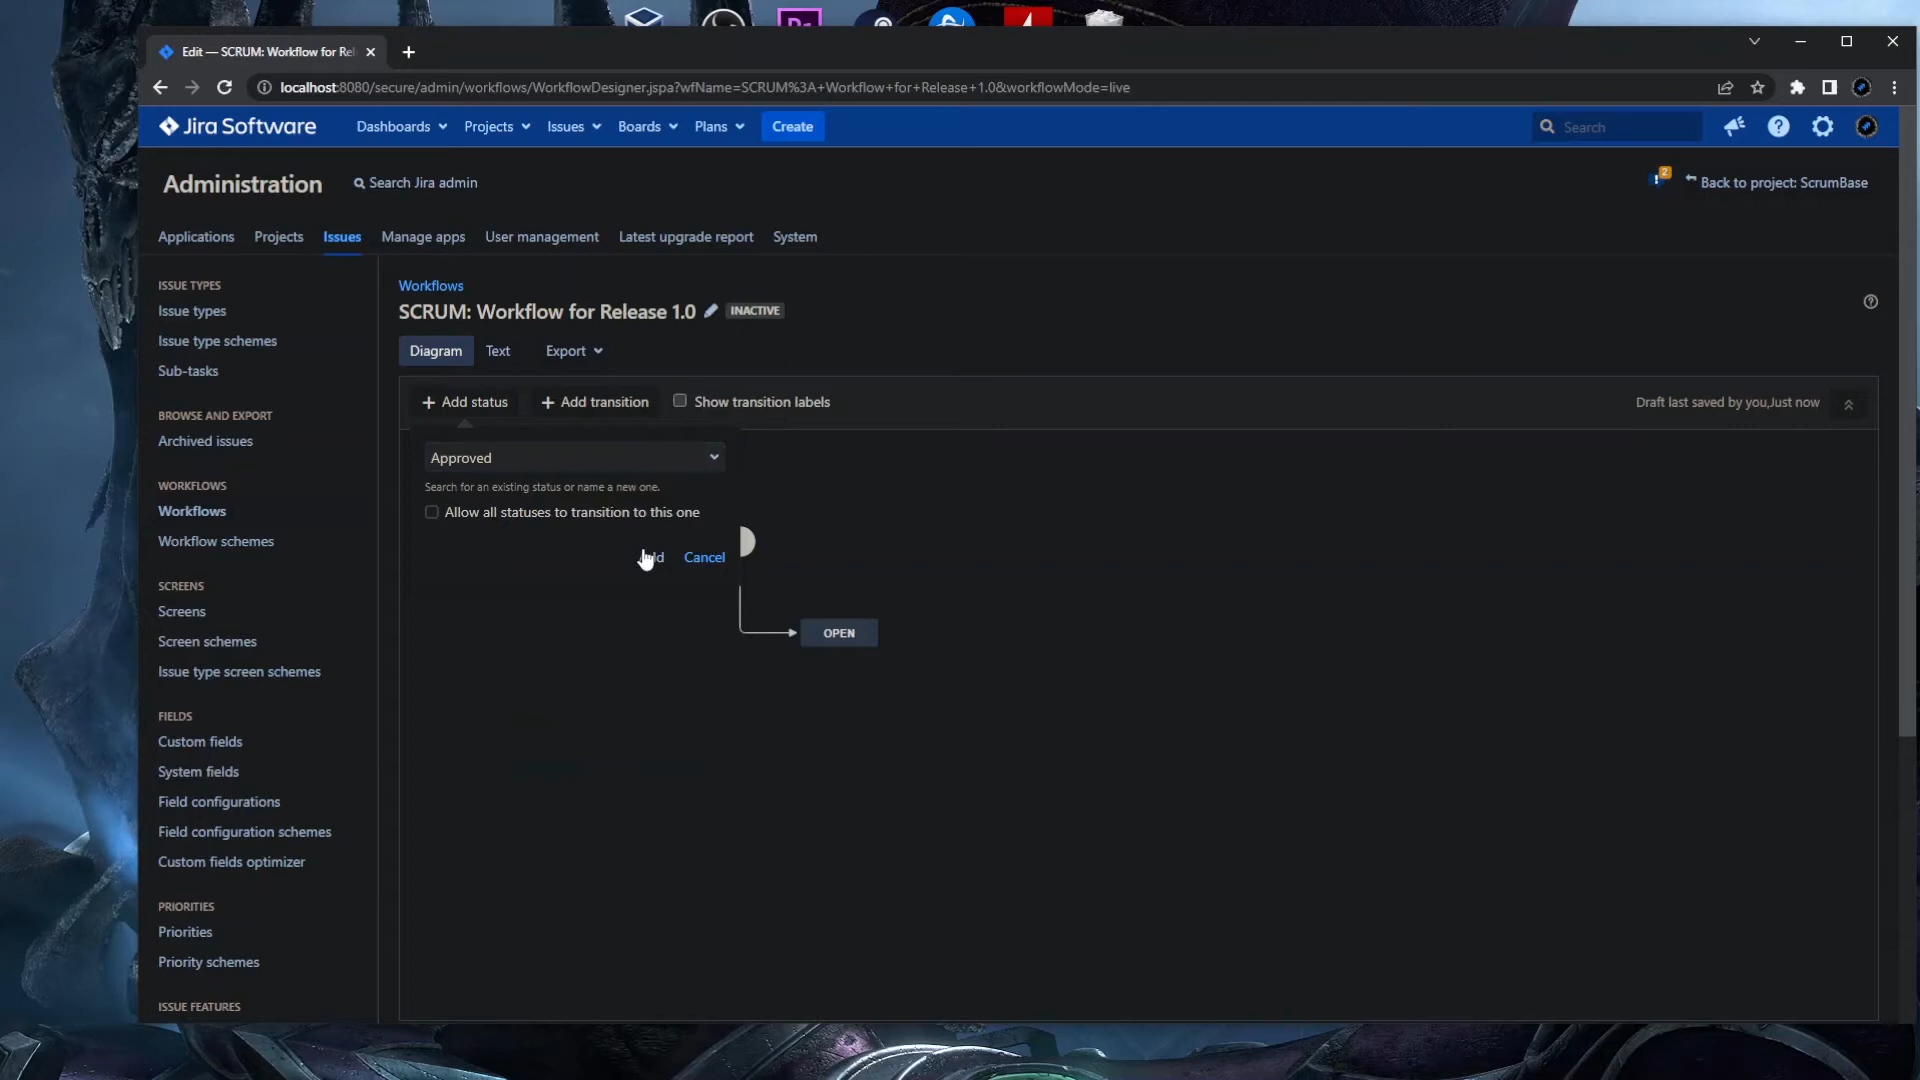 Edit — SCRUM: Workflow for Rel
localhost:8080/secure/admin/workflows/WorkflowDesigner.jspa?wfName=SCRUM%3A+Workflow+for+Release+1.0&workflowMode=live
Jira Software
Dashboards
Projects
Issues
Boards
Plans
Create
Search
Administration
Search Jira admin
2
Back to project: ScrumBase
Applications
Projects
Issues
Manage apps
User management
Latest upgrade report
System
ISSUE TYPES
Issue types
Issue type schemes
Sub-tasks
BROWSE AND EXPORT
Archived issues
WORKFLOWS
Workflows
Workflow schemes
SCREENS
Screens
Screen schemes
Issue type screen schemes
FIELDS
Custom fields
System fields
Field configurations
Field configuration schemes
Custom fields optimizer
PRIORITIES
Priorities
Priority schemes
ISSUE FEATURES
Workflows
SCRUM: Workflow for Release 1.0
INACTIVE
Diagram
Text
Export
Add status
Add transition
Show transition labels
Draft last saved by you,Just now
Approved
Search for an existing status or name a new one.
Allow all statuses to transition to this one
Cancel
OPEN